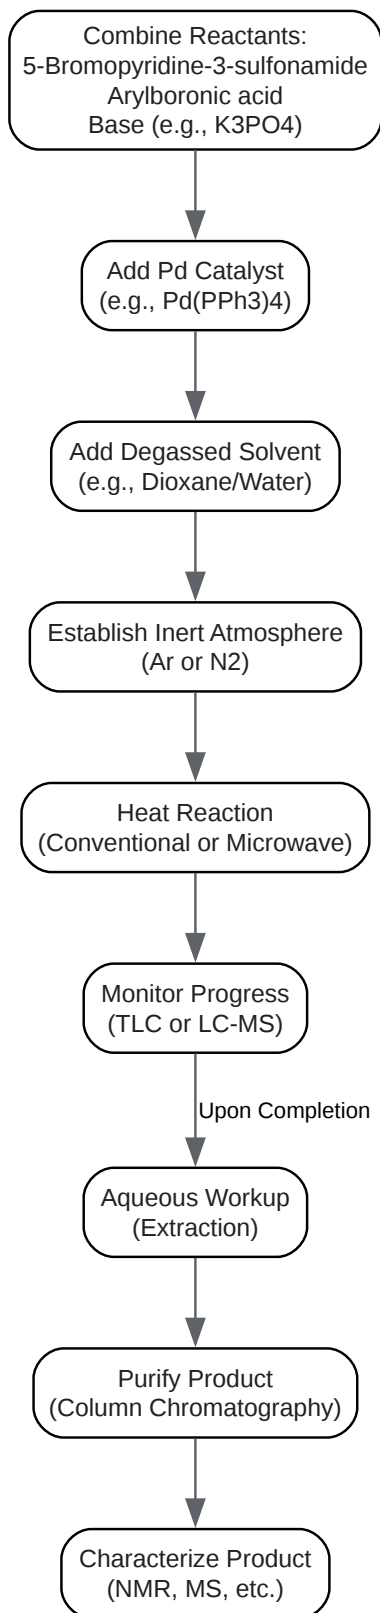 Combine Reactants:
5-Bromopyridine-3-sulfonamide
Arylboronic acid
Base (e.g., K3PO4)
Add Pd Catalyst
(e.g., Pd(PPh3)4)
Add Degassed Solvent
(e.g., Dioxane/Water)
Establish Inert Atmosphere
(Ar or N2)
Heat Reaction
(Conventional or Microwave)
Monitor Progress
(TLC or LC-MS)
Upon Completion
Aqueous Workup
(Extraction)
Purify Product
(Column Chromatography)
Characterize Product
(NMR, MS, etc.)